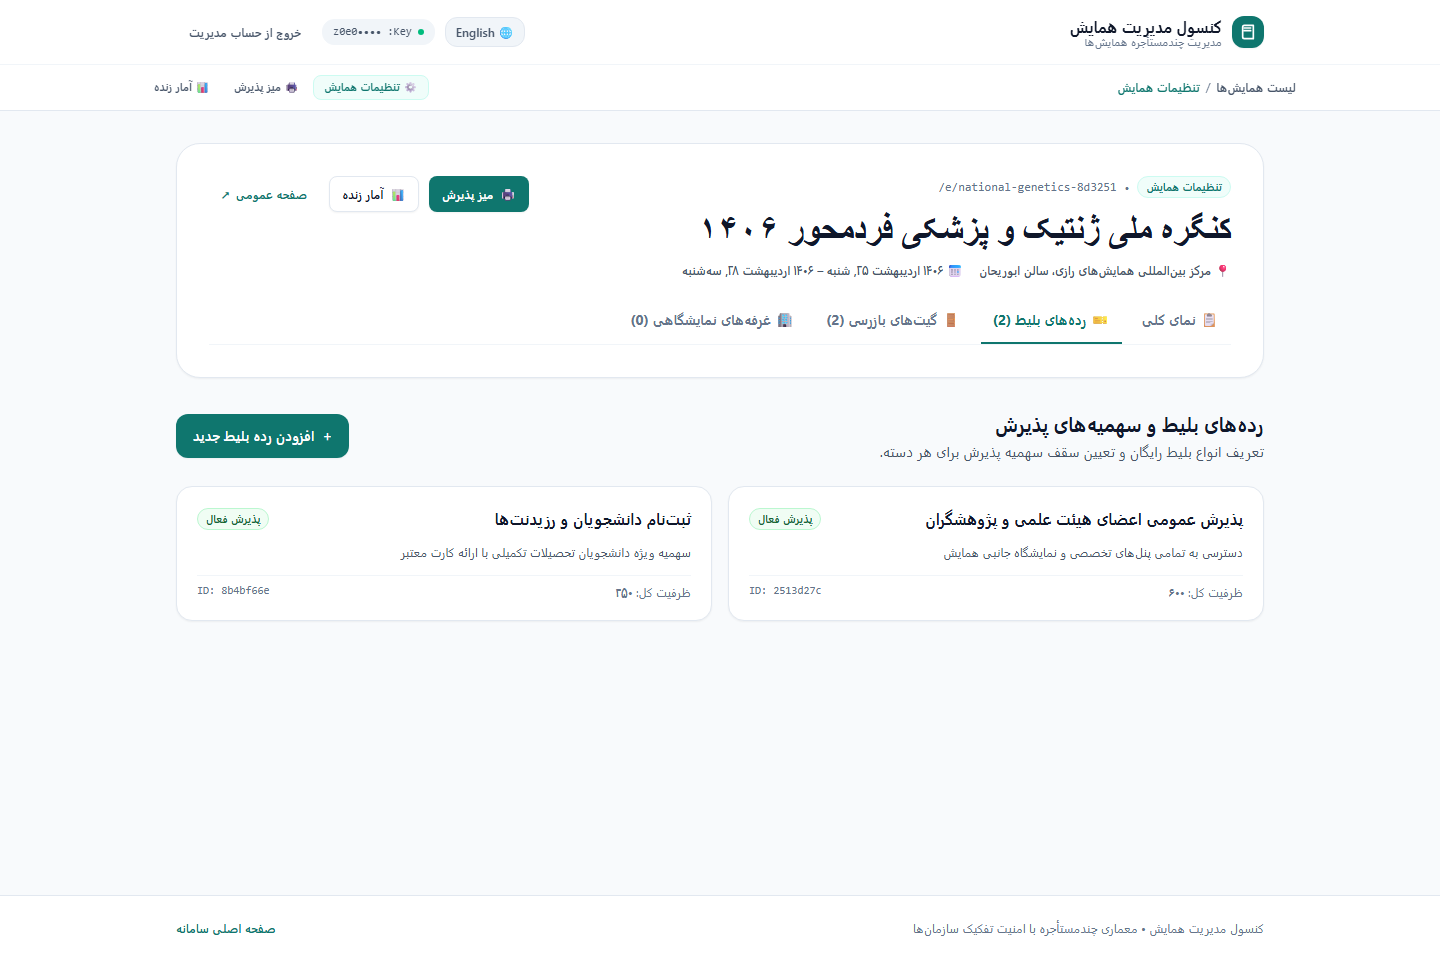 کنسول مدیریت همایش
مدیریت چندمستأجره همایش‌ها
English
Key: z0e0••••
خروج از حساب مدیریت
لیست همایش‌ها / تنظیمات همایش
تنظیمات همایش
میز پذیرش
آمار زنده
تنظیمات همایش • /e/national-genetics-8d3251
میز پذیرش
آمار زنده
صفحه عمومی ↗
کنگره ملی ژنتیک و پزشکی فردمحور ۱۴۰۶
مرکز بین‌المللی همایش‌های رازی، سالن ابوریحان
۱۴۰۶ اردیبهشت ۲۵, شنبه – ۱۴۰۶ اردیبهشت ۲۸, سه‌شنبه
نمای کلی
رده‌های بلیط (2)
گیت‌های بازرسی (2)
غرفه‌های نمایشگاهی (0)
رده‌های بلیط و سهمیه‌های پذیرش
تعریف انواع بلیط رایگان و تعیین سقف سهمیه پذیرش برای هر دسته.
+ افزودن رده بلیط جدید
پذیرش عمومی اعضای هیئت علمی و پژوهشگران
پذیرش فعال
دسترسی به تمامی پنل‌های تخصصی و نمایشگاه جانبی همایش
ظرفیت کل: ۶۰۰
ID: 2513d27c
ثبت‌نام دانشجویان و رزیدنت‌ها
پذیرش فعال
سهمیه ویژه دانشجویان تحصیلات تکمیلی با ارائه کارت معتبر
ظرفیت کل: ۲۵۰
ID: 8b4bf66e
کنسول مدیریت همایش • معماری چندمستأجره با امنیت تفکیک سازمان‌ها
صفحه اصلی سامانه